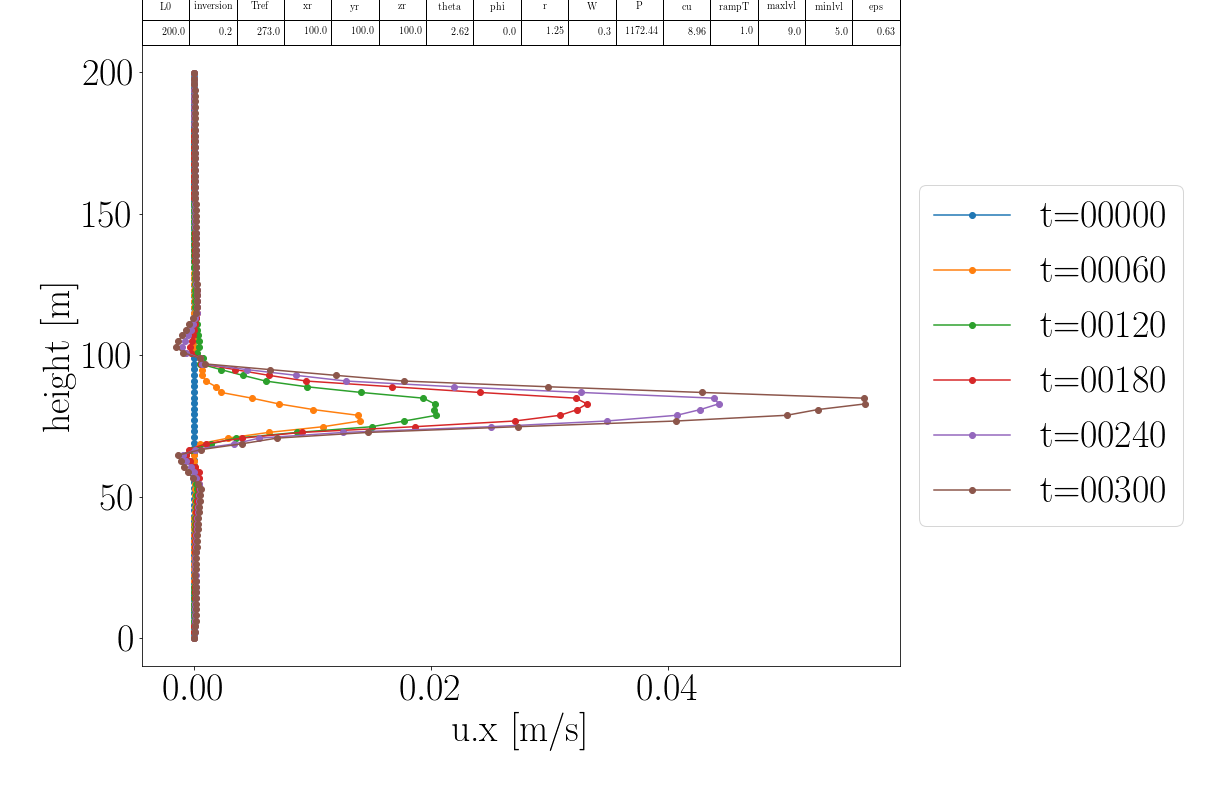 L0 inversion Tref xr yr zr theta phi r W P cu rampT maxlvl minlvl eps
200.0 0.2 273.0 100.0 100.0 100.0 2.62 0.0 1.25 0.3 1172.44 8.96 1.0 9.0 5.0 0.63
200
150
100
50
0
height [m]
0.00 0.02 0.04
u.x [m/s]
t=00000
t=00060
t=00120
t=00180
t=00240
t=00300